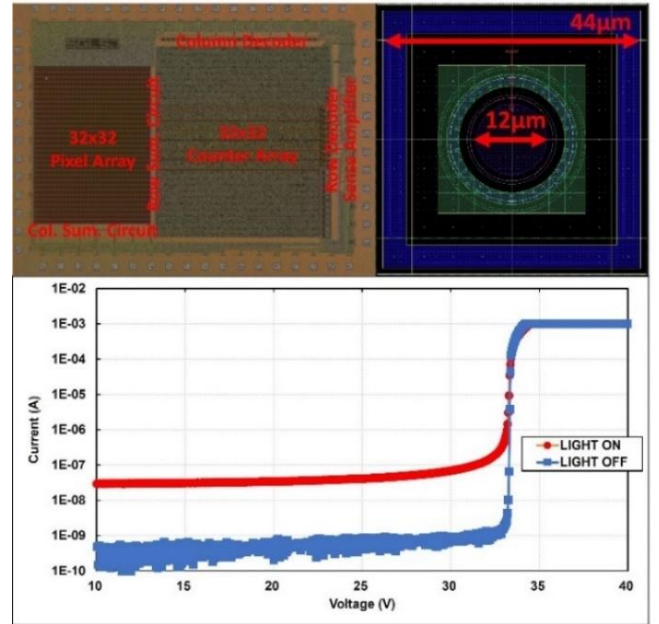 Column Decoder
32x32
Pixel Array
Row Sum. Circuit
32x32
Counter Array
Row Decoder
Sense Amplifier
Col. Sum. Circuit
44μm
12μm
1E-02
1E-03
1E-04
1E-05
1E-06
1E-07
1E-08
1E-09
1E-10
Current (A)
LIGHT ON
LIGHT OFF
10
15
20
25
30
35
40
Voltage (V)